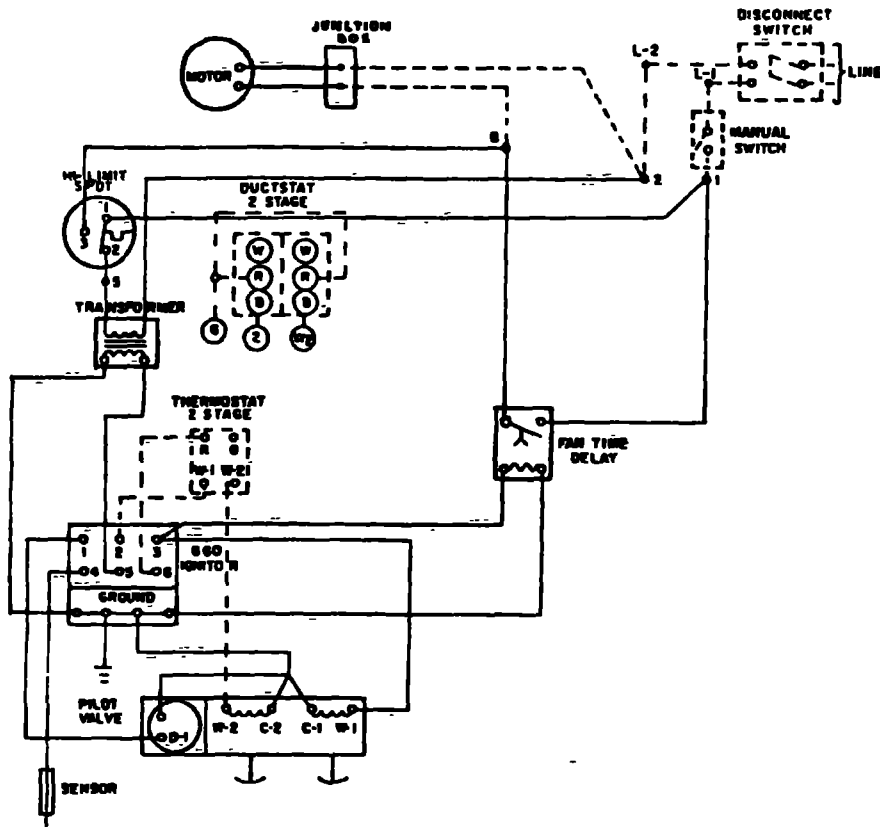 JUNCTION
BOX
DISCONNECT
SWITCH
L-2
L-1
LINE
MOTOR
MANUAL
SWITCH
8
2
1
HI-LIMIT
SPDT
1
3
2
5
DUCTSTAT
2 STAGE
W W
R R
B B
6 2
TRANSFORMER
THERMOSTAT
2 STAGE
R G
W-1 W-2
FAN TIME
DELAY
1 2 3
G60
IGNITOR
4 5 6
GROUND
PILOT
VALVE
D-1 W-2 C-2 C-1 W-1
SENSOR